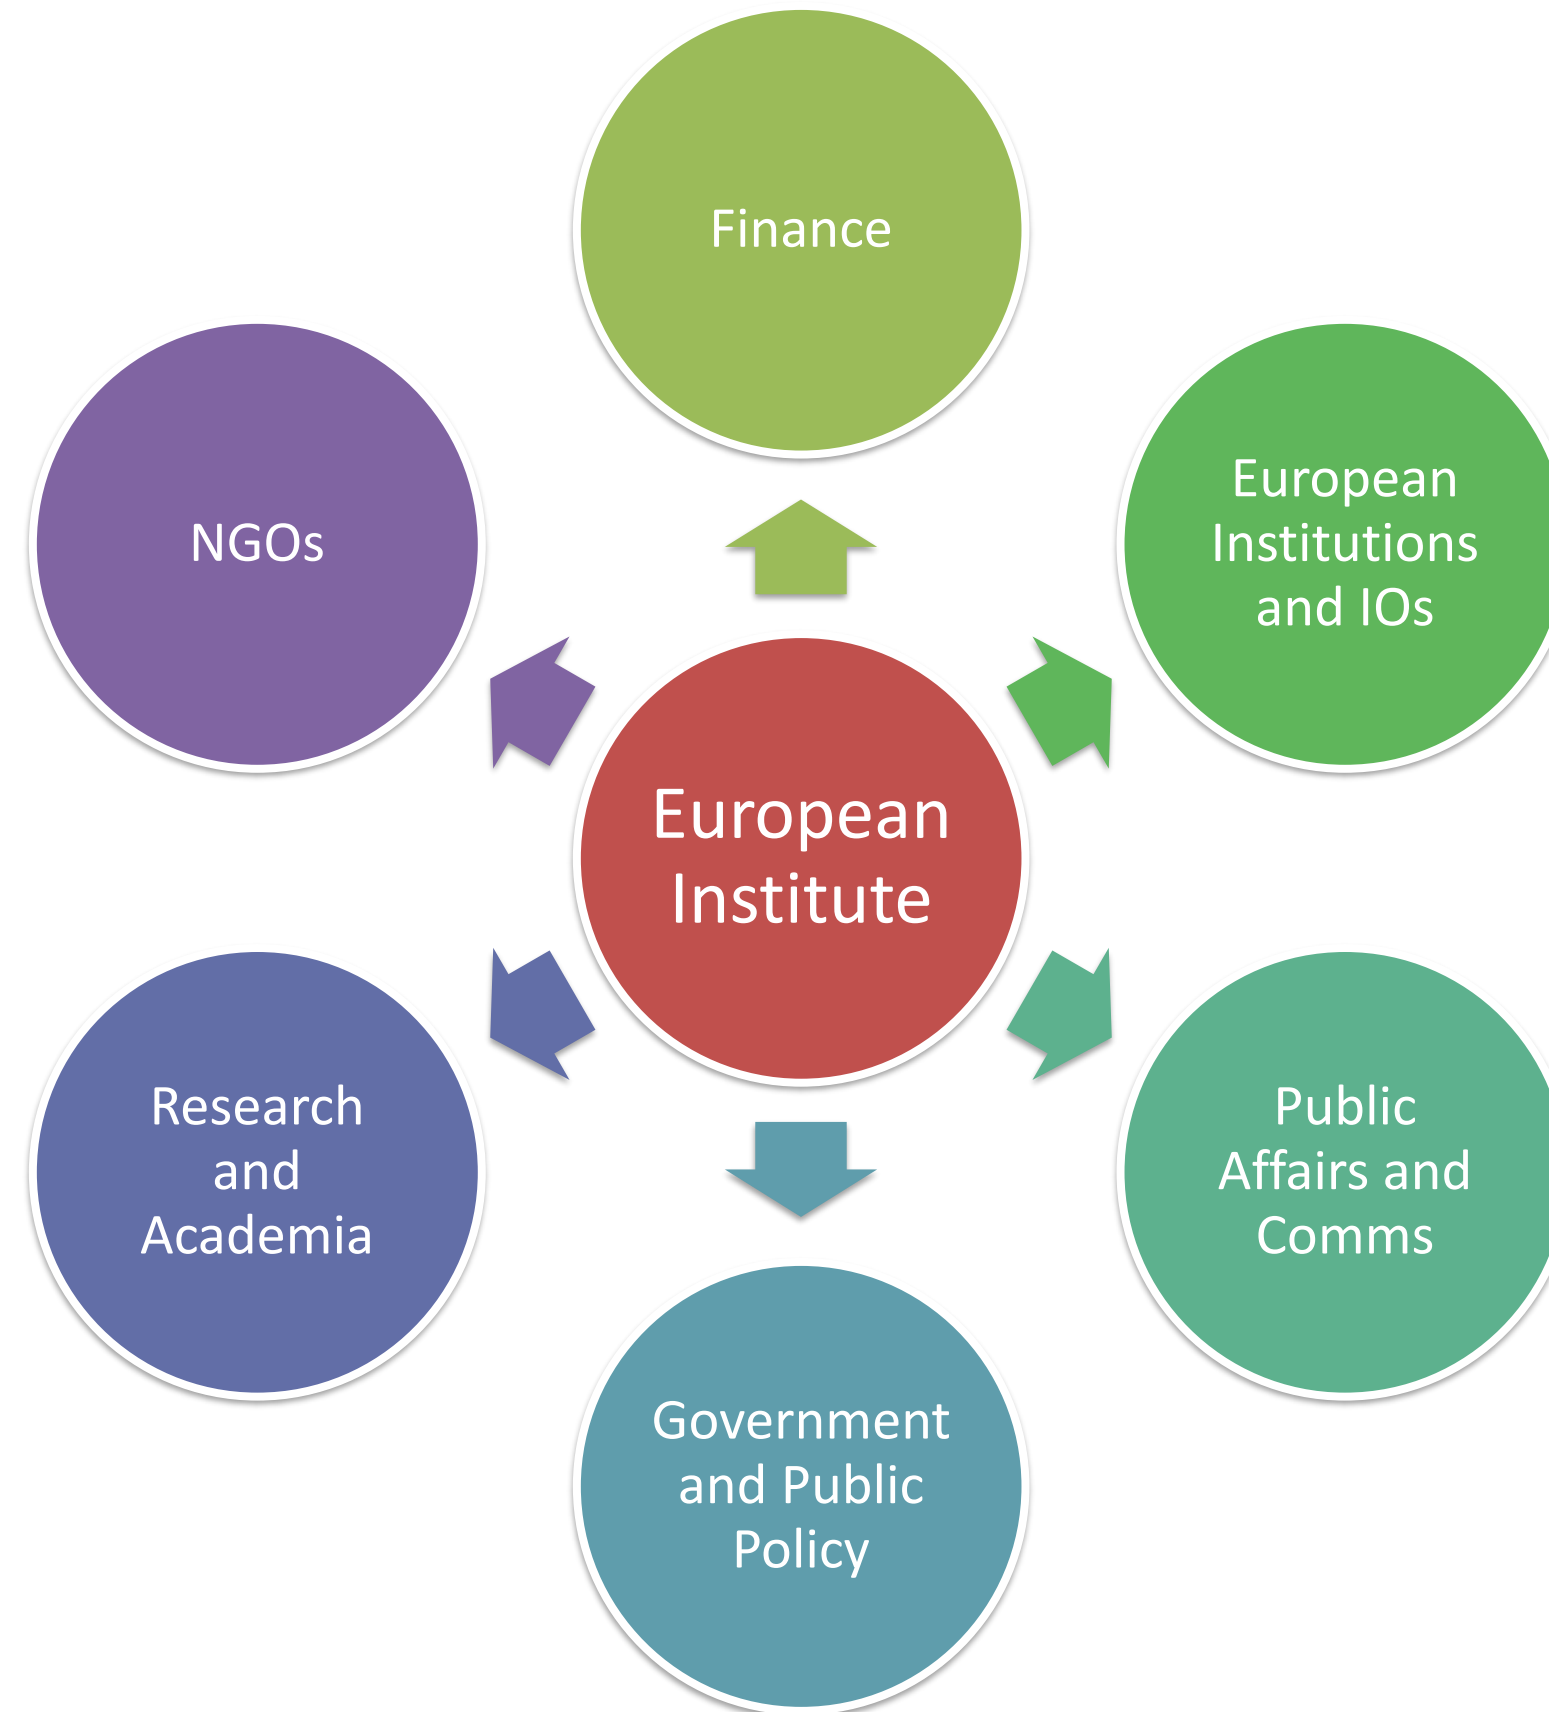 Finance
European
Institutions
and IOs
NGOs
European
Institute
Public
Affairs and
Comms
Research
and
Academia
Government
and Public
Policy